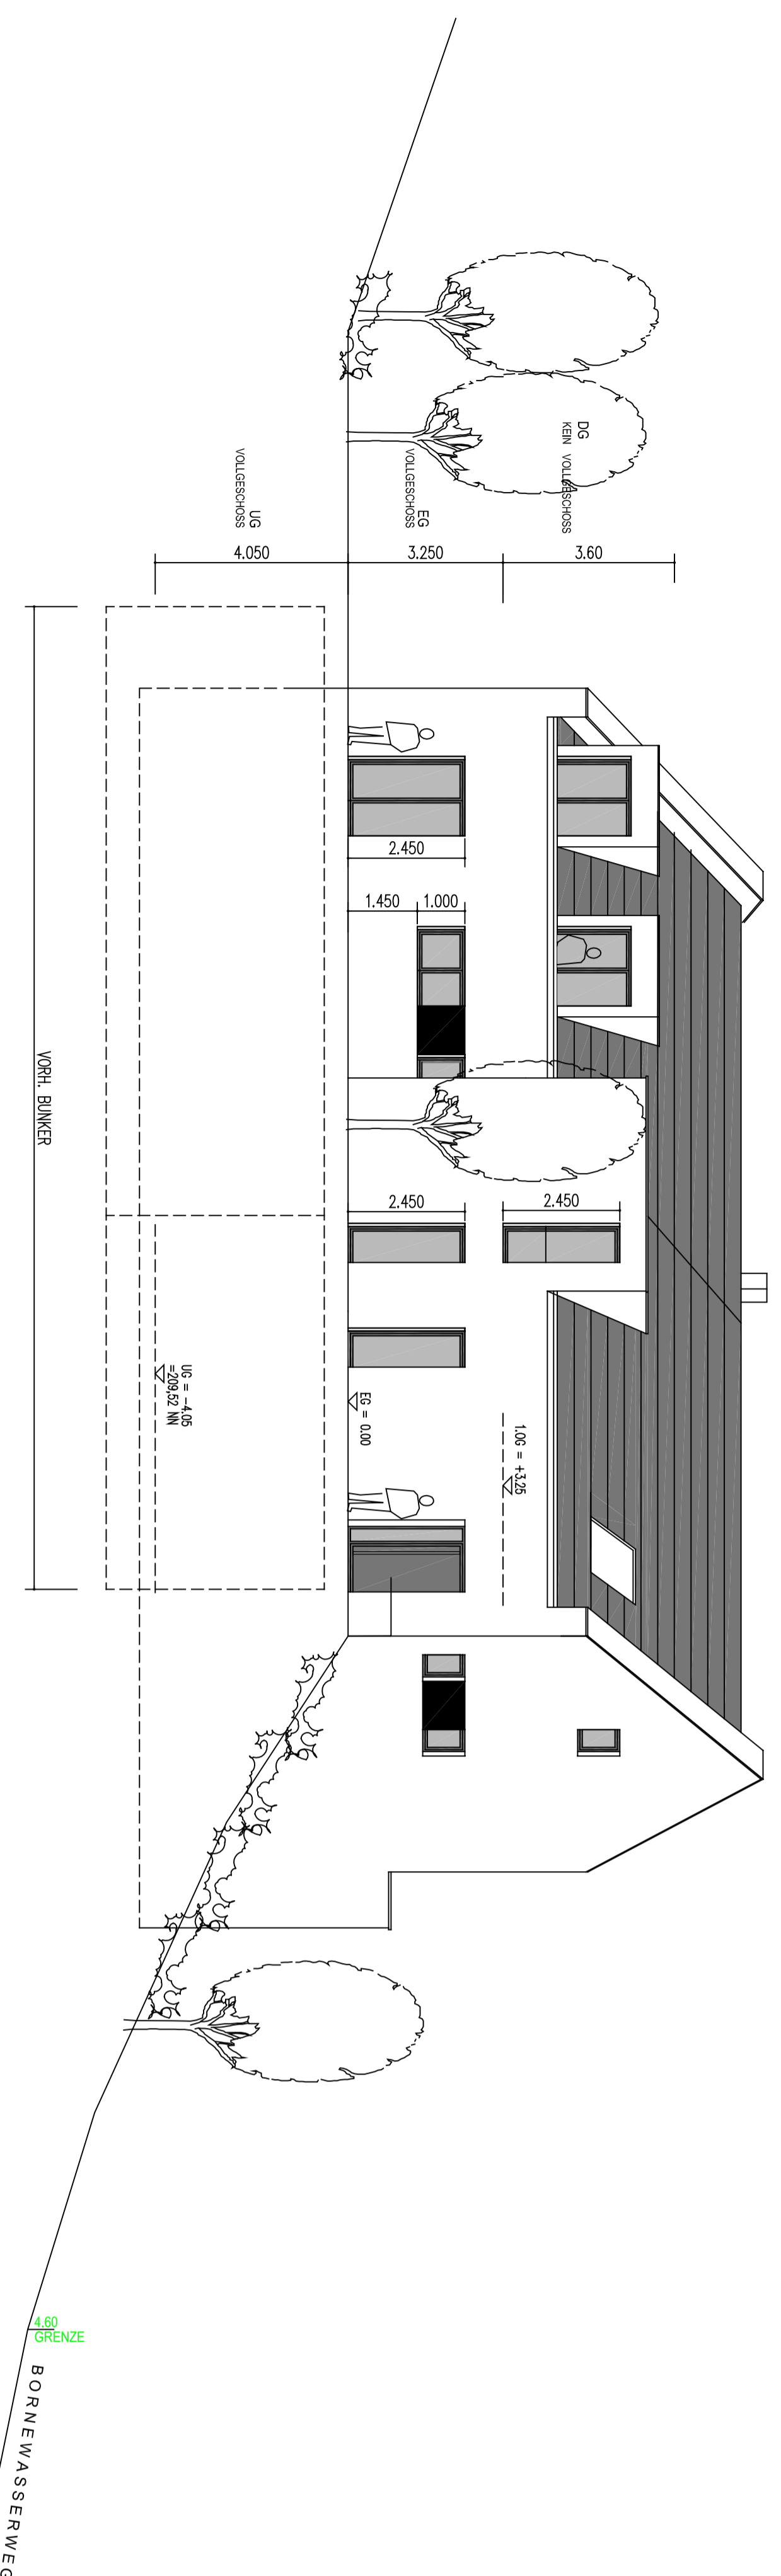 DG
KEIN VOLLGESCHOSS
EG
VOLLGESCHOSS
UG
VOLLGESCHOSS
3.60
3.250
4.050
2.450
1.000
1.450
2.450
2.450
1.OG = +3.25
EG = 0.00
UG = -4.05
=209,52 NN
VORH. BUNKER
4.60
GRENZE
BORNEWASSERWEG